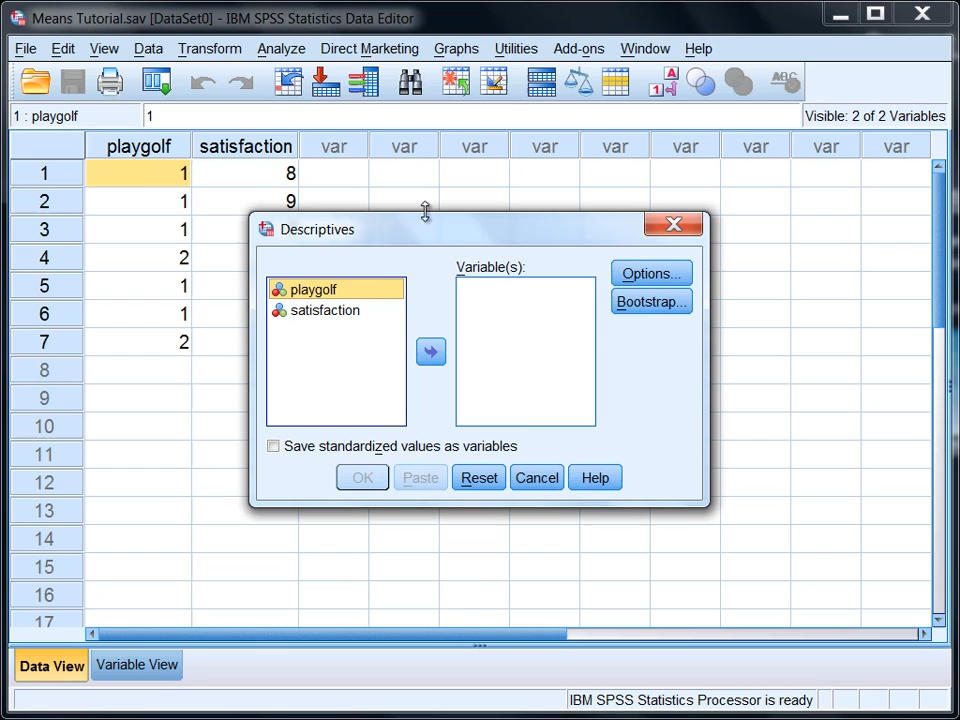 Means Tutorial.sav [DataSet0] - IBM SPSS Statistics Data Editor
File Edit View Data Transform Analyze Direct Marketing Graphs Utilities Add-ons Window Help
A
1
ABC
1 : playgolf 1 Visible: 2 of 2 Variables
playgolf satisfaction var var var var var var var var var
1 1 8
2 1 9
3 1
4 2
5 1
6 1
7 2
8
9
10
11
12
13
14
15
16
17
Descriptives
Variable(s):
playgolf
satisfaction
Options...
Bootstrap...
Save standardized values as variables
OK Paste Reset Cancel Help
Data View Variable View
IBM SPSS Statistics Processor is ready